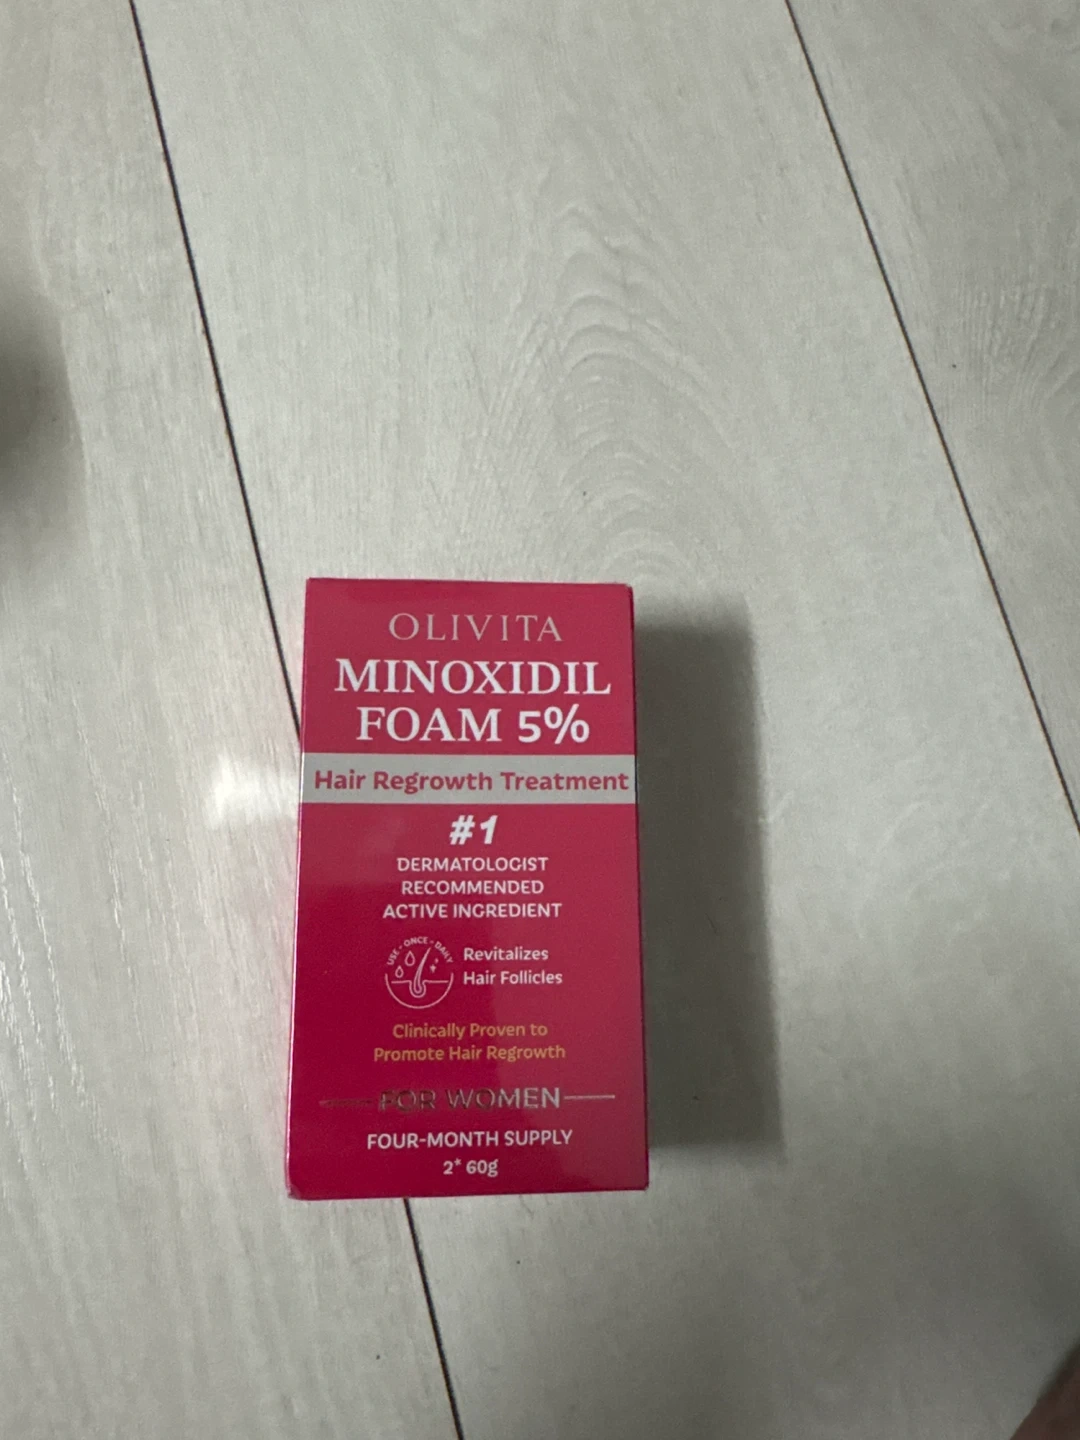 OLIVITA
MINOXIDIL
FOAM 5%
Hair Regrowth Treatment
#1
DERMATOLOGIST
RECOMMENDED
ACTIVE INGREDIENT
USE • ONCE • DAILY
Revitalizes
Hair Follicles
Clinically Proven to
Promote Hair Regrowth
FOR WOMEN
FOUR-MONTH SUPPLY
2* 60g